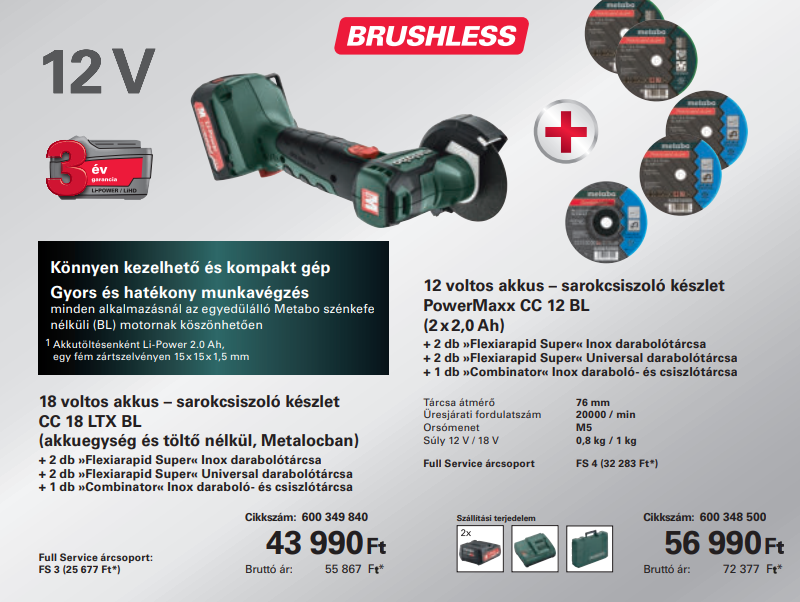 BRUSHLESS
12 V
3 év
garancia
LI-POWER / LiHD
metabo
metabo
metabo
metabo
metabo
Könnyen kezelhető és kompakt gép
Gyors és hatékony munkavégzés
minden alkalmazásnál az egyedülálló Metabo szénkefe
nélküli (BL) motornak köszönhetően
1 Akkutöltésenként Li-Power 2.0 Ah,
egy fém zártszelvényen 15x15x1,5 mm
18 voltos akkus – sarokcsiszoló készlet
CC 18 LTX BL
(akkuegység és töltő nélkül, Metalocban)
+ 2 db »Flexiarapid Super« Inox darabolótárcsa
+ 2 db »Flexiarapid Super« Universal darabolótárcsa
+ 1 db »Combinator« Inox daraboló- és csiszlótárcsa
Cikkszám: 600 349 840
43 990 Ft
Full Service árcsoport:
FS 3 (25 677 Ft*)
Bruttó ár: 55 867 Ft*
12 voltos akkus – sarokcsiszoló készlet
PowerMaxx CC 12 BL
(2 x 2,0 Ah)
+ 2 db »Flexiarapid Super« Inox darabolótárcsa
+ 2 db »Flexiarapid Super« Universal darabolótárcsa
+ 1 db »Combinator« Inox daraboló- és csiszlótárcsa
Tárcsa átmérő 76 mm
Üresjárati fordulatszám 20000 / min
Orsómenet M5
Súly 12 V / 18 V 0,8 kg / 1 kg
Full Service árcsoport FS 4 (32 283 Ft*)
Szállítási terjedelem
2x
Cikkszám: 600 348 500
56 990 Ft
Bruttó ár: 72 377 Ft*